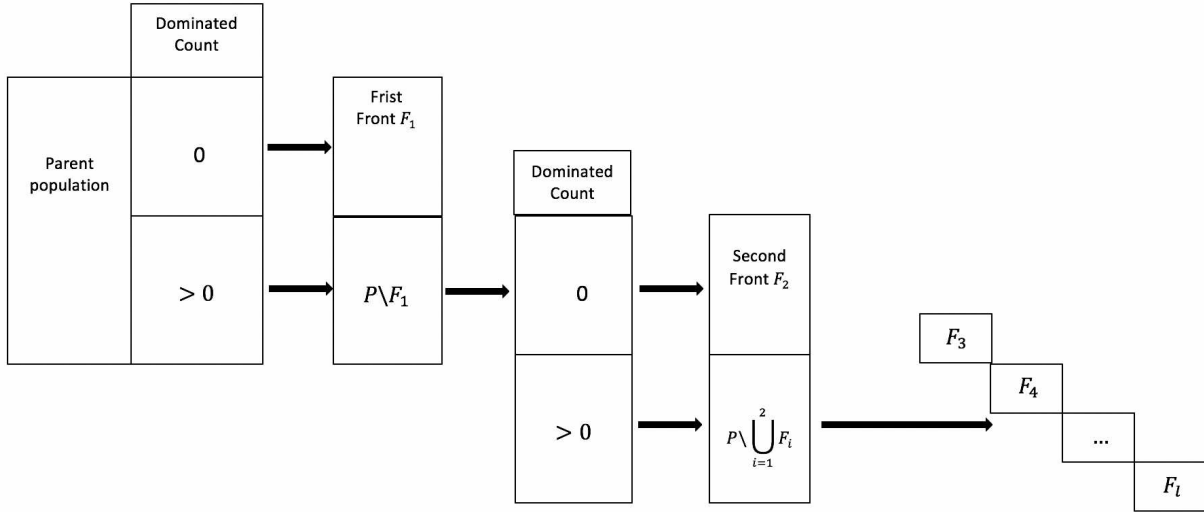 Dominated
Count
Parent
population
0
> 0
Frist
Front F₁
P\F₁
Dominated
Count
0
> 0
Second
Front F₂
P\⋃²ᵢ₌₁ Fᵢ
F₃
F₄
...
Fₗ